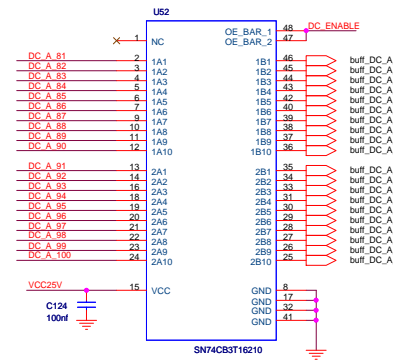 U52
OE_BAR_1 48 DC_ENABLE
1 NC OE_BAR_2 47
DC_A_81 2 1A1 1B1 46 buff_DC_A
DC_A_82 3 1A2 1B2 45 buff_DC_A
DC_A_83 4 1A3 1B3 44 buff_DC_A
DC_A_84 5 1A4 1B4 43 buff_DC_A
DC_A_85 6 1A5 1B5 42 buff_DC_A
DC_A_86 7 1A6 1B6 40 buff_DC_A
DC_A_87 9 1A7 1B7 39 buff_DC_A
DC_A_88 10 1A8 1B8 38 buff_DC_A
DC_A_89 11 1A9 1B9 37 buff_DC_A
DC_A_90 12 1A10 1B10 36 buff_DC_A
DC_A_91 13 2A1 2B1 35 buff_DC_A
DC_A_92 14 2A2 2B2 34 buff_DC_A
DC_A_93 16 2A3 2B3 33 buff_DC_A
DC_A_94 18 2A4 2B4 31 buff_DC_A
DC_A_95 19 2A5 2B5 30 buff_DC_A
DC_A_96 20 2A6 2B6 29 buff_DC_A
DC_A_97 21 2A7 2B7 28 buff_DC_A
DC_A_98 22 2A8 2B8 27 buff_DC_A
DC_A_99 23 2A9 2B9 26 buff_DC_A
DC_A_100 24 2A10 2B10 25 buff_DC_A
VCC25V 15 VCC GND 8
GND 17
C124 GND 32
100nf GND 41
SN74CB3T16210